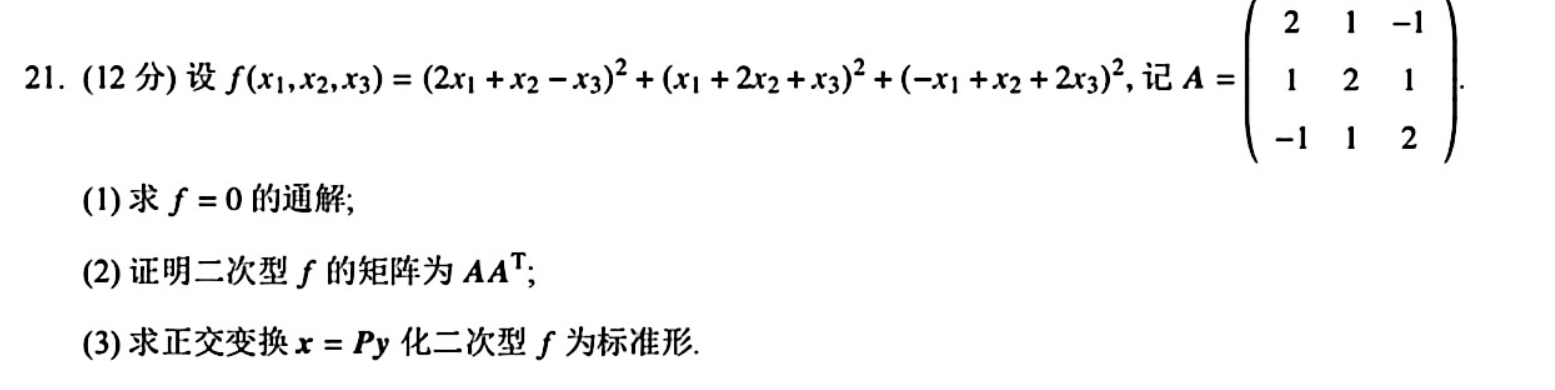 21. (12 分) 设 $f(x_1,x_2,x_3) = (2x_1+x_2-x_3)^2+(x_1+2x_2+x_3)^2+(-x_1+x_2+2x_3)^2$, 记 $A = \begin{pmatrix} 2 & 1 & -1 \\ 1 & 2 & 1 \\ -1 & 1 & 2 \end{pmatrix}$.
(1) 求 $f = 0$ 的通解;
(2) 证明二次型 $f$ 的矩阵为 $AA^{\mathrm{T}}$;
(3) 求正交变换 $x = Py$ 化二次型 $f$ 为标准形.